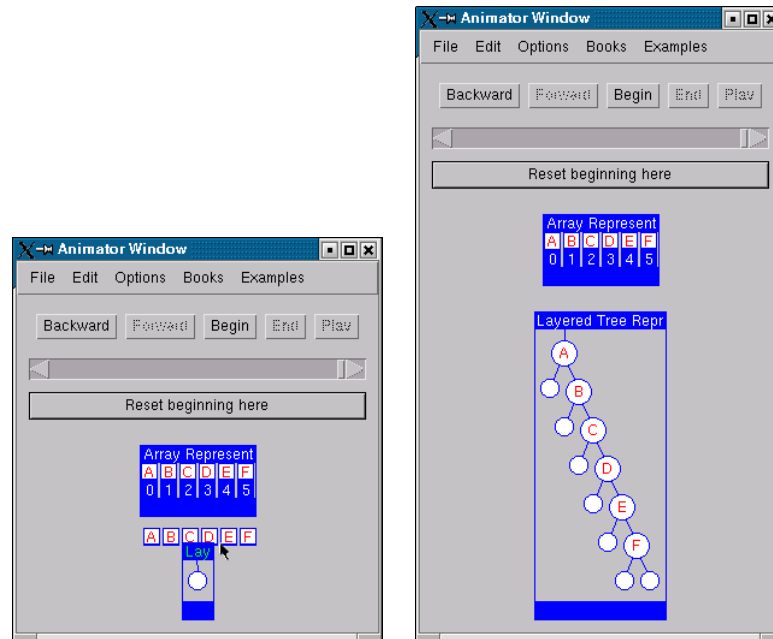 Animator Window
File Edit Options Books Examples
Backward Forward Begin End Play
Reset beginning here
Array Represent
A B C D E F
0 1 2 3 4 5
A B C D E F
Lay
Animator Window
File Edit Options Books Examples
Backward Forward Begin End Play
Reset beginning here
Array Represent
A B C D E F
0 1 2 3 4 5
Layered Tree Repr
A
B
C
D
E
F